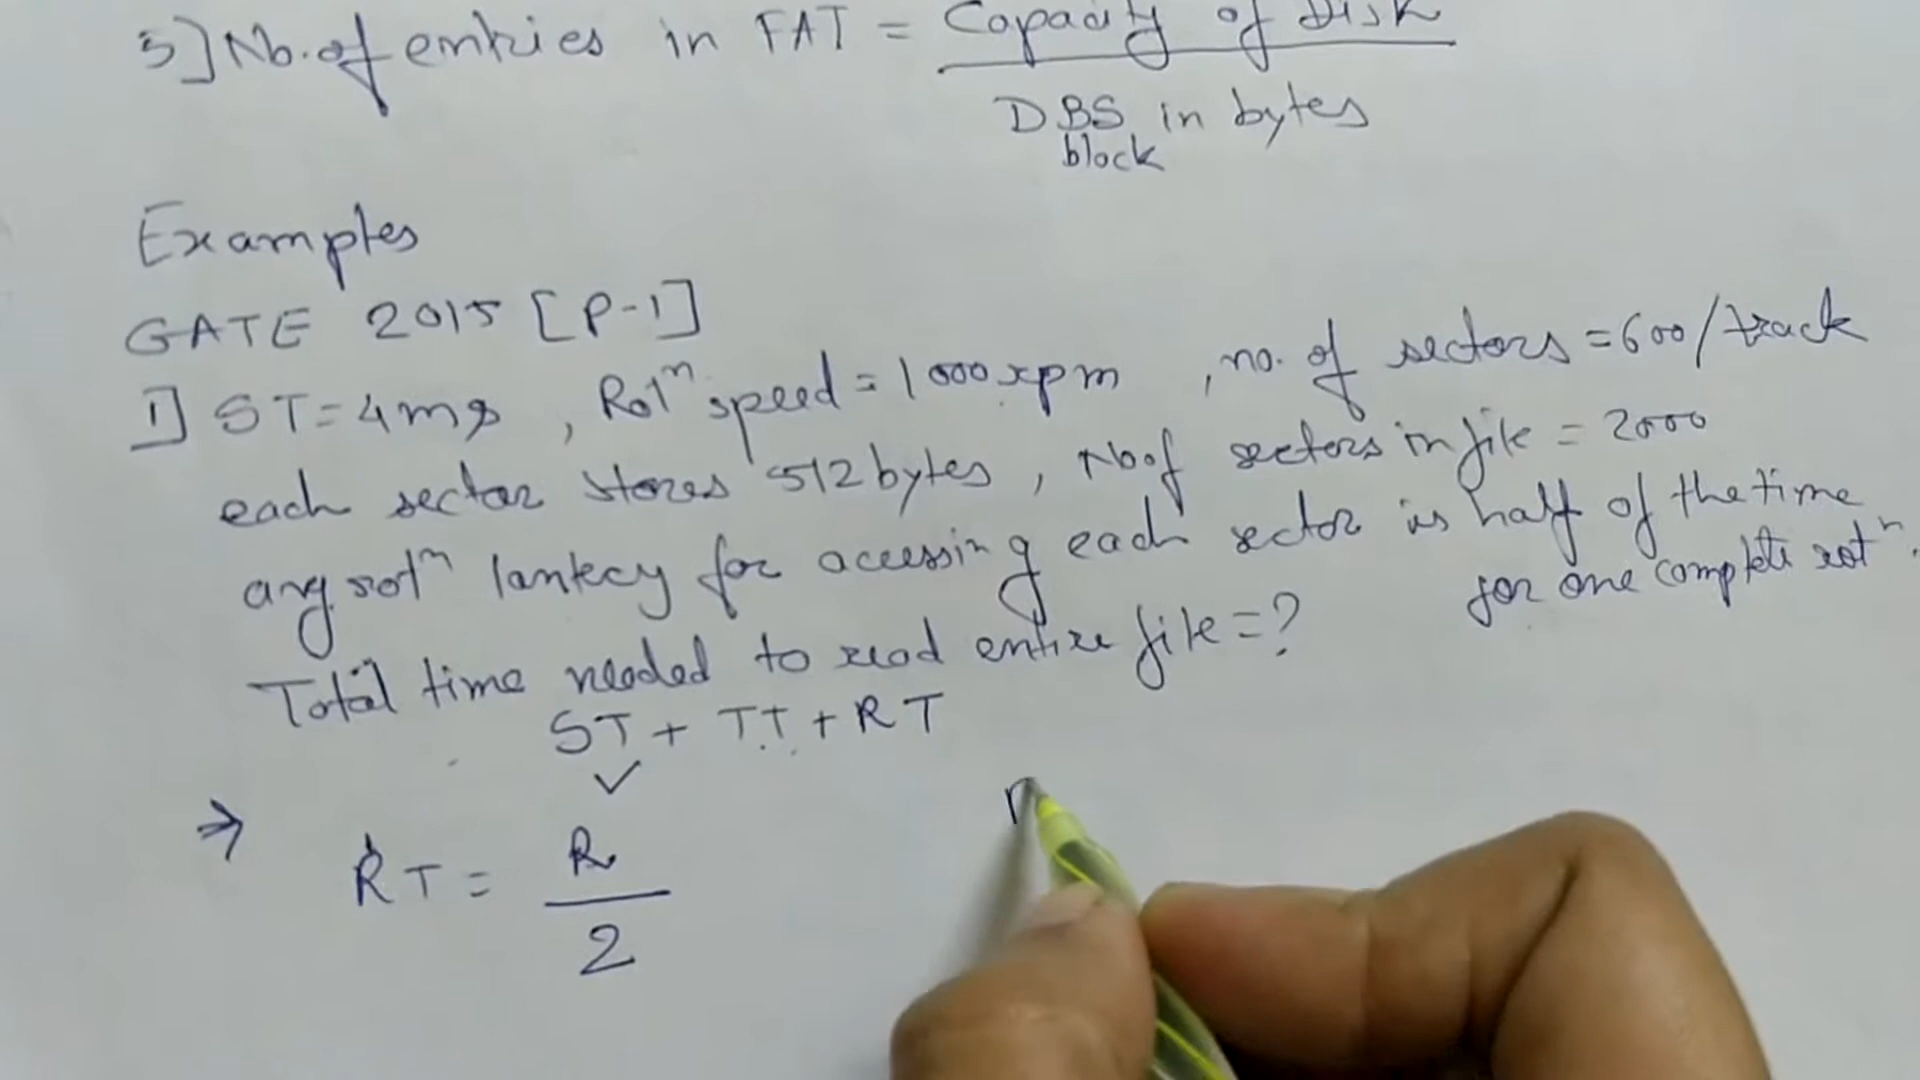 5] No. of entries in FAT = Capacity of Disk
DBS in bytes
block
Examples
GATE 2015 [P-1]
1] ST = 4ms, Rotⁿ speed = 1000 rpm, no. of sectors = 600/track
each sector stores 512 bytes, No of sectors in file = 2000
avg rotⁿ lantecy for accessing each sector is half of the time
for one complete rotⁿ.
Total time needed to read entire file = ?
ST + TT + RT
✓
⇒ RT = R
2